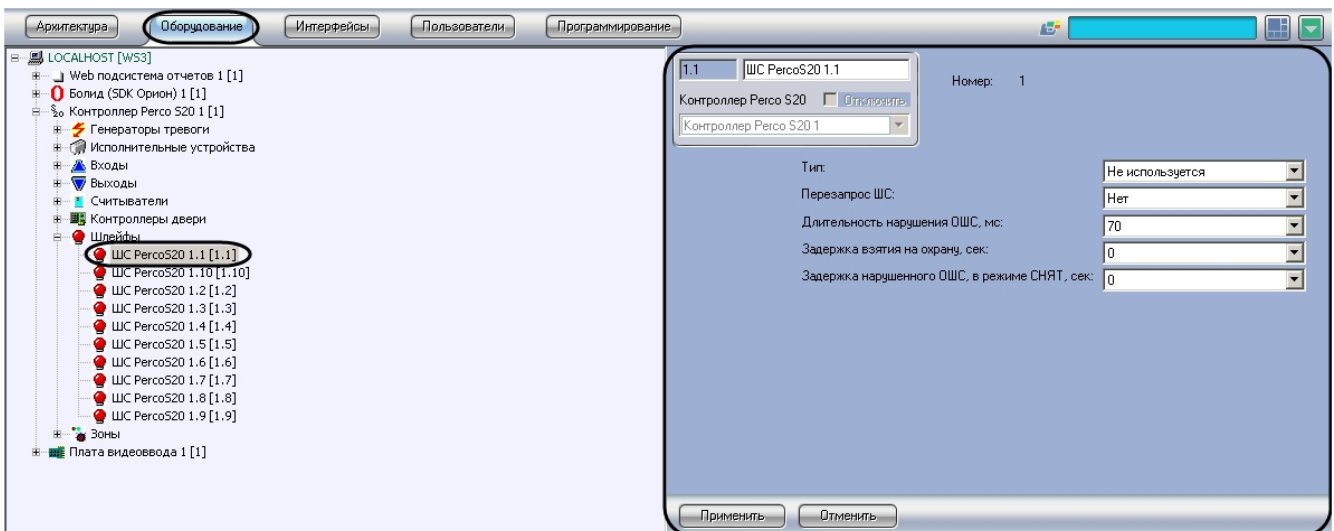 Архитектура Оборудование Интерфейсы Пользователи Программирование
LOCALHOST [WS3]
Web подсистема отчетов 1 [1]
Болид (SDK Орион) 1 [1]
Контроллер Perco S20 1 [1]
Генераторы тревоги
Исполнительные устройства
Входы
Выходы
Считыватели
Контроллеры двери
Шлейфы
ШС PercoS20 1.1 [1.1]
ШС PercoS20 1.10 [1.10]
ШС PercoS20 1.2 [1.2]
ШС PercoS20 1.3 [1.3]
ШС PercoS20 1.4 [1.4]
ШС PercoS20 1.5 [1.5]
ШС PercoS20 1.6 [1.6]
ШС PercoS20 1.7 [1.7]
ШС PercoS20 1.8 [1.8]
ШС PercoS20 1.9 [1.9]
Зоны
Плата видеоввода 1 [1]
1.1 ШС PercoS20 1.1
Номер: 1
Контроллер Perco S20 Отключить
Контроллер Perco S20 1
Тип: Не используется
Перезапрос ШС: Нет
Длительность нарушения ОШС, мс: 70
Задержка взятия на охрану, сек: 0
Задержка нарушенного ОШС, в режиме СНЯТ, сек: 0
Применить Отменить